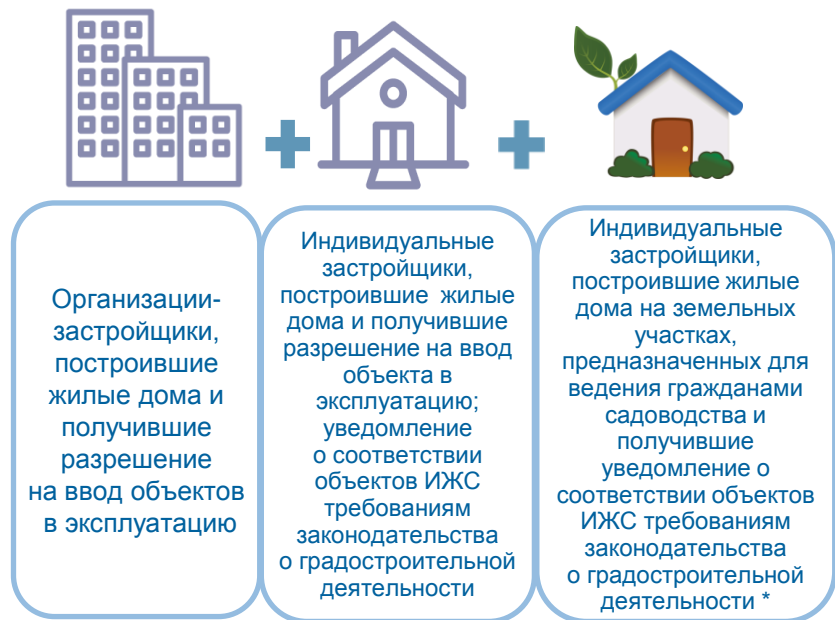 Организации-
застройщики,
построившие
жилые дома и
получившие
разрешение
на ввод объектов
в эксплуатацию
Индивидуальные
застройщики,
построившие жилые
дома и получившие
разрешение на ввод
объекта в
эксплуатацию;
уведомление
о соответствии
объектов ИЖС
требованиям
законодательства
о градостроительной
деятельности
Индивидуальные
застройщики,
построившие жилые
дома на земельных
участках,
предназначенных для
ведения гражданами
садоводства и
получившие
уведомление о
соответствии объектов
ИЖС требованиям
законодательства
о градостроительной
деятельности *